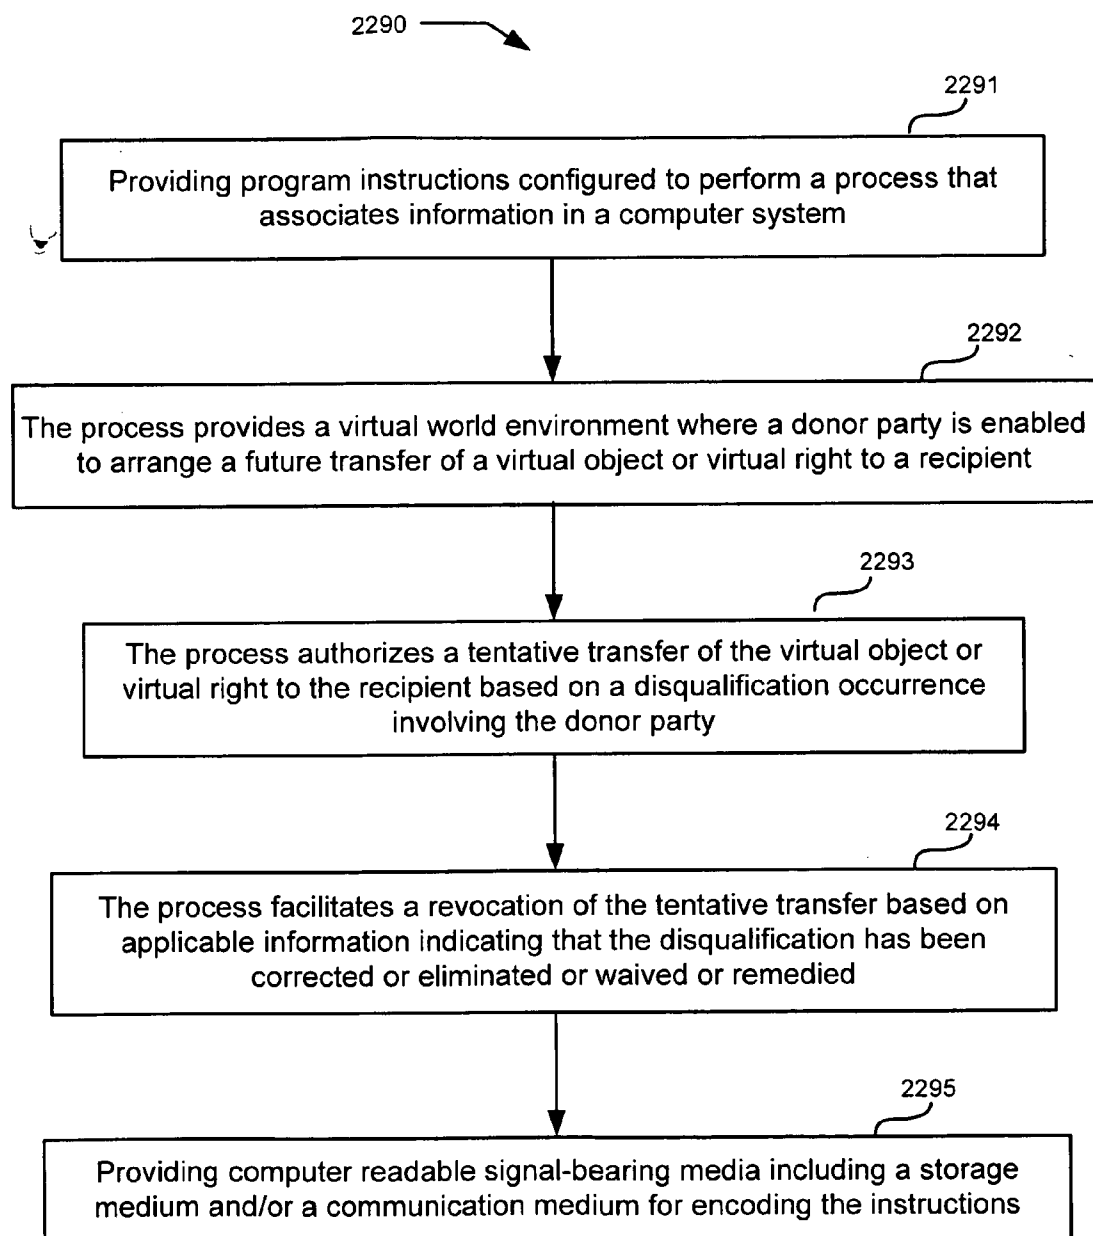 2290
2291
Providing program instructions configured to perform a process that
associates information in a computer system
2292
The process provides a virtual world environment where a donor party is enabled
to arrange a future transfer of a virtual object or virtual right to a recipient
2293
The process authorizes a tentative transfer of the virtual object or
virtual right to the recipient based on a disqualification occurrence
involving the donor party
2294
The process facilitates a revocation of the tentative transfer based on
applicable information indicating that the disqualification has been
corrected or eliminated or waived or remedied
2295
Providing computer readable signal-bearing media including a storage
medium and/or a communication medium for encoding the instructions